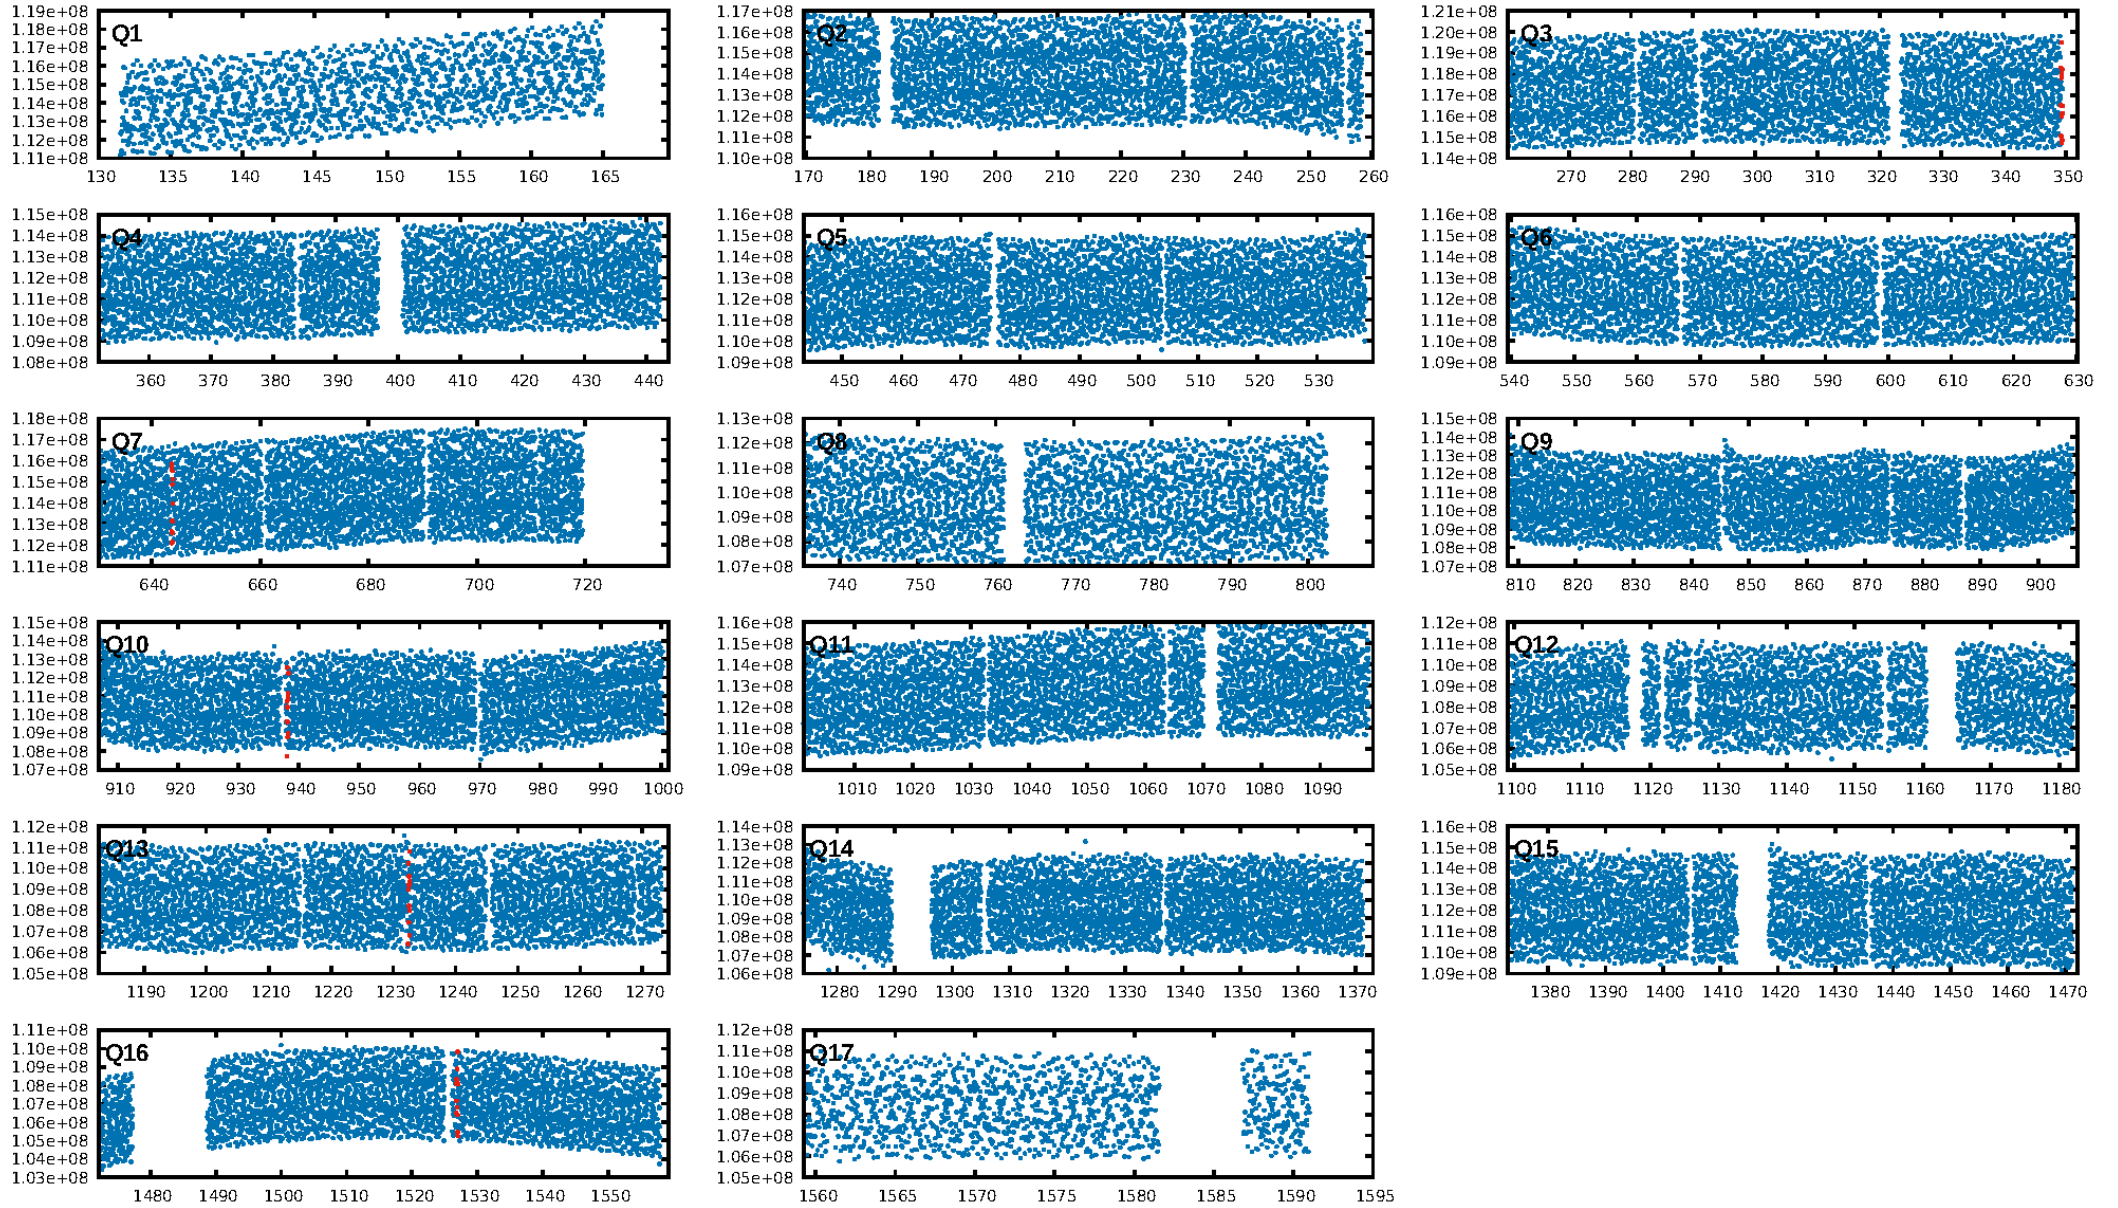 1.19e+08
1.18e+08
1.17e+08
1.16e+08
1.15e+08
1.14e+08
1.13e+08
1.12e+08
1.11e+08
Q1
130 135 140 145 150 155 160 165
1.17e+08
1.16e+08
1.15e+08
1.14e+08
1.13e+08
1.12e+08
1.11e+08
1.10e+08
Q2
170 180 190 200 210 220 230 240 250 260
1.21e+08
1.20e+08
1.19e+08
1.18e+08
1.17e+08
1.16e+08
1.15e+08
1.14e+08
Q3
270 280 290 300 310 320 330 340 350
1.15e+08
1.14e+08
1.13e+08
1.12e+08
1.11e+08
1.10e+08
1.09e+08
1.08e+08
Q4
360 370 380 390 400 410 420 430 440
1.16e+08
1.15e+08
1.14e+08
1.13e+08
1.12e+08
1.11e+08
1.10e+08
1.09e+08
Q5
450 460 470 480 490 500 510 520 530
1.16e+08
1.15e+08
1.14e+08
1.13e+08
1.12e+08
1.11e+08
1.10e+08
1.09e+08
Q6
540 550 560 570 580 590 600 610 620 630
1.18e+08
1.17e+08
1.16e+08
1.15e+08
1.14e+08
1.13e+08
1.12e+08
1.11e+08
Q7
640 660 680 700 720
1.13e+08
1.12e+08
1.11e+08
1.10e+08
1.09e+08
1.08e+08
1.07e+08
Q8
740 750 760 770 780 790 800
1.15e+08
1.14e+08
1.13e+08
1.12e+08
1.11e+08
1.10e+08
1.09e+08
1.08e+08
1.07e+08
Q9
810 820 830 840 850 860 870 880 890 900
1.15e+08
1.14e+08
1.13e+08
1.12e+08
1.11e+08
1.10e+08
1.09e+08
1.08e+08
1.07e+08
Q10
910 920 930 940 950 960 970 980 990 1000
1.16e+08
1.15e+08
1.14e+08
1.13e+08
1.12e+08
1.11e+08
1.10e+08
1.09e+08
Q11
1010 1020 1030 1040 1050 1060 1070 1080 1090
1.12e+08
1.11e+08
1.10e+08
1.09e+08
1.08e+08
1.07e+08
1.06e+08
1.05e+08
Q12
1100 1110 1120 1130 1140 1150 1160 1170 1180
1.12e+08
1.11e+08
1.10e+08
1.09e+08
1.08e+08
1.07e+08
1.06e+08
1.05e+08
Q13
1190 1200 1210 1220 1230 1240 1250 1260 1270
1.14e+08
1.13e+08
1.12e+08
1.11e+08
1.10e+08
1.09e+08
1.08e+08
1.07e+08
1.06e+08
Q14
1280 1290 1300 1310 1320 1330 1340 1350 1360 1370
1.16e+08
1.15e+08
1.14e+08
1.13e+08
1.12e+08
1.11e+08
1.10e+08
1.09e+08
Q15
1380 1390 1400 1410 1420 1430 1440 1450 1460 1470
1.11e+08
1.10e+08
1.09e+08
1.08e+08
1.07e+08
1.06e+08
1.05e+08
1.04e+08
1.03e+08
Q16
1480 1490 1500 1510 1520 1530 1540 1550
1.12e+08
1.11e+08
1.10e+08
1.09e+08
1.08e+08
1.07e+08
1.06e+08
1.05e+08
Q17
1560 1565 1570 1575 1580 1585 1590 1595